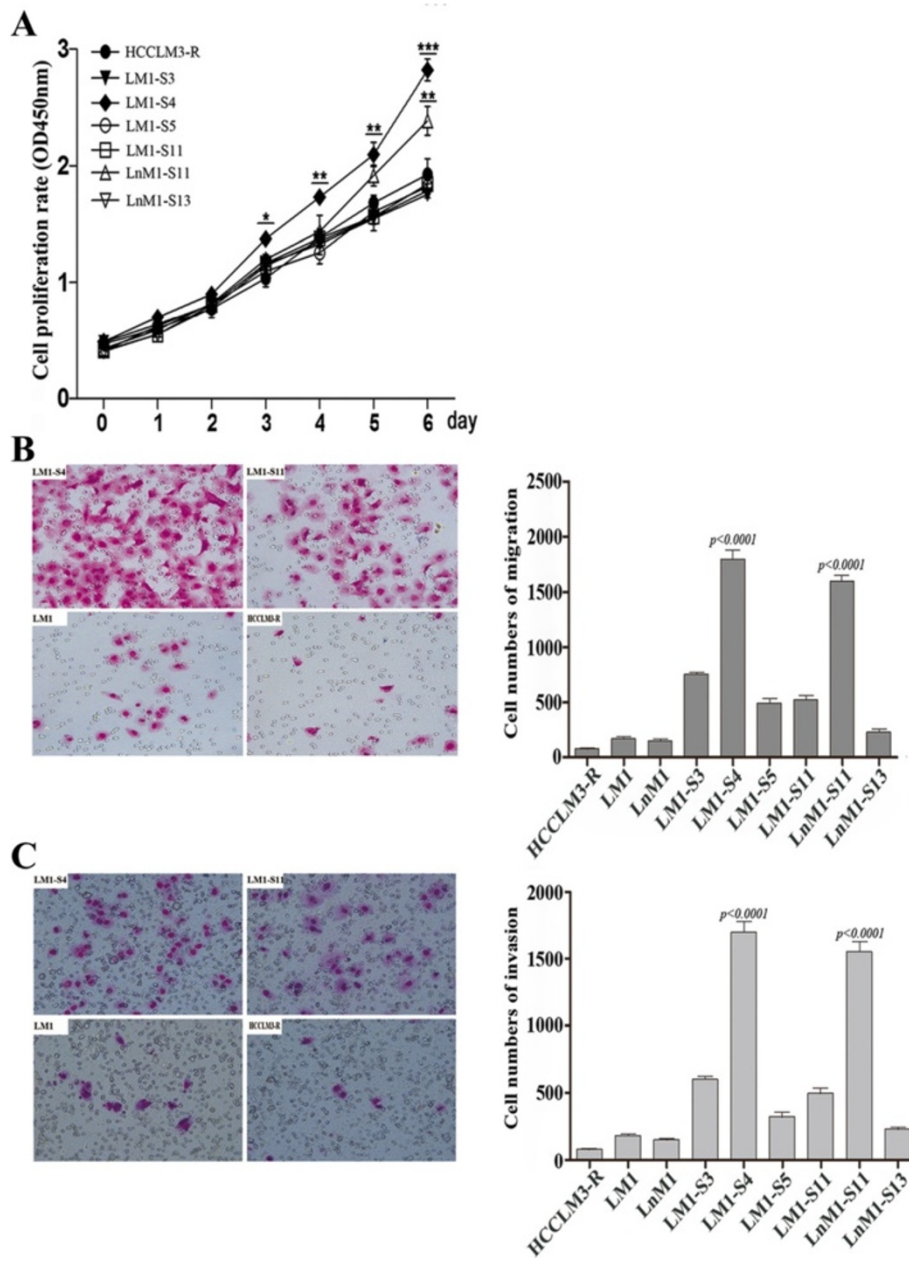 A
Cell proliferation rate (OD450nm)
3
2
1
0
HCCLM3-R
LM1-S3
LM1-S4
LM1-S5
LM1-S11
LnM1-S11
LnM1-S13
*
**
**
***
**
0 1 2 3 4 5 6 day
B
LM1-S4
LM1-S11
LM1
HCCLM3-R
Cell numbers of migration
2500
2000
1500
1000
500
0
p<0.0001
p<0.0001
HCCLM3-R
LM1
LnM1
LM1-S3
LM1-S4
LM1-S5
LM1-S11
LnM1-S11
LnM1-S13
C
LM1-S4
LM1-S11
LM1
HCCLM3-R
Cell numbers of invasion
2000
1500
1000
500
0
p<0.0001
p<0.0001
HCCLM3-R
LM1
LnM1
LM1-S3
LM1-S4
LM1-S5
LM1-S11
LnM1-S11
LnM1-S13